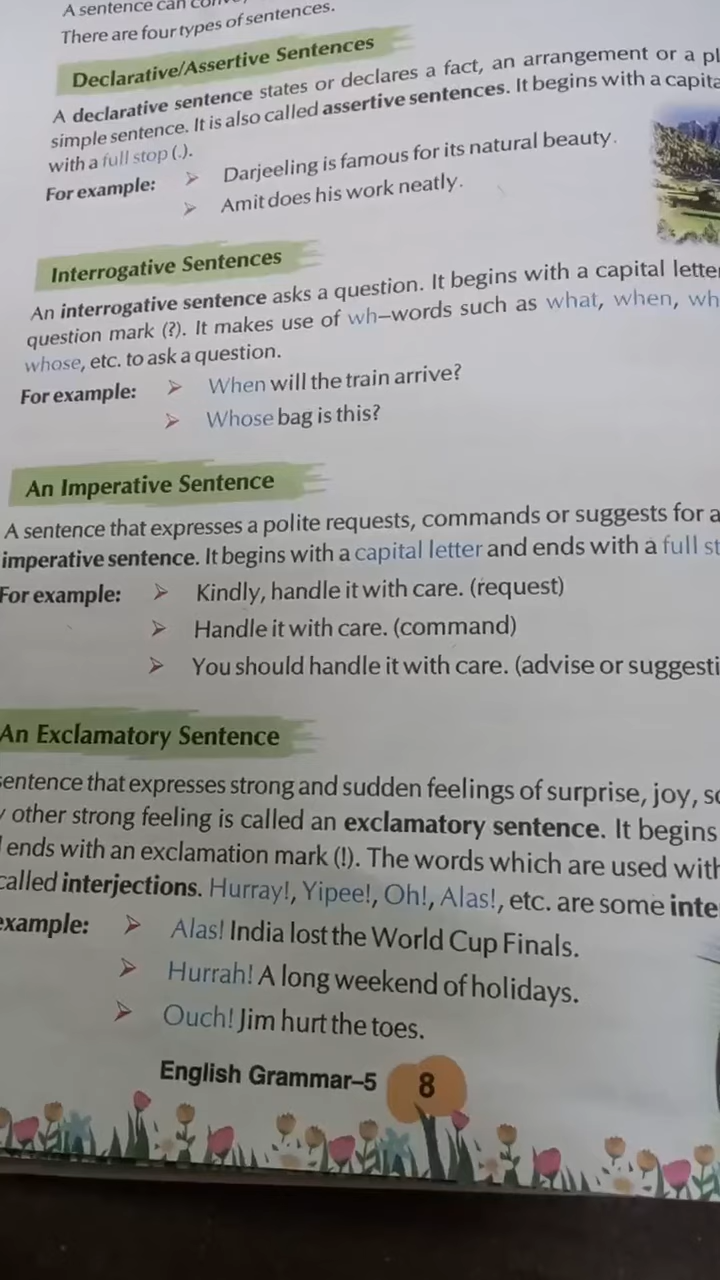 A sentence can
There are four types of sentences.
Declarative/Assertive Sentences
A declarative sentence states or declares a fact, an arrangement or a
simple sentence. It is also called assertive sentences. It begins with a
with a full stop (.).
For example: ➢ Darjeeling is famous for its natural beauty.
➢ Amit does his work neatly.
Interrogative Sentences
An interrogative sentence asks a question. It begins with a capital
question mark (?). It makes use of wh–words such as what, when,
whose, etc. to ask a question.
For example: ➢ When will the train arrive?
➢ Whose bag is this?
An Imperative Sentence
A sentence that expresses a polite requests, commands or suggests for
imperative sentence. It begins with a capital letter and ends with a full
For example: ➢ Kindly, handle it with care. (request)
➢ Handle it with care. (command)
➢ You should handle it with care. (advise or
An Exclamatory Sentence
sentence that expresses strong and sudden feelings of surprise, joy,
other strong feeling is called an exclamatory sentence. It begins
ends with an exclamation mark (!). The words which are used with
called interjections. Hurray!, Yipee!, Oh!, Alas!, etc. are some
example: ➢ Alas! India lost the World Cup Finals.
➢ Hurrah! A long weekend of holidays.
➢ Ouch! Jim hurt the toes.
English Grammar–5 8